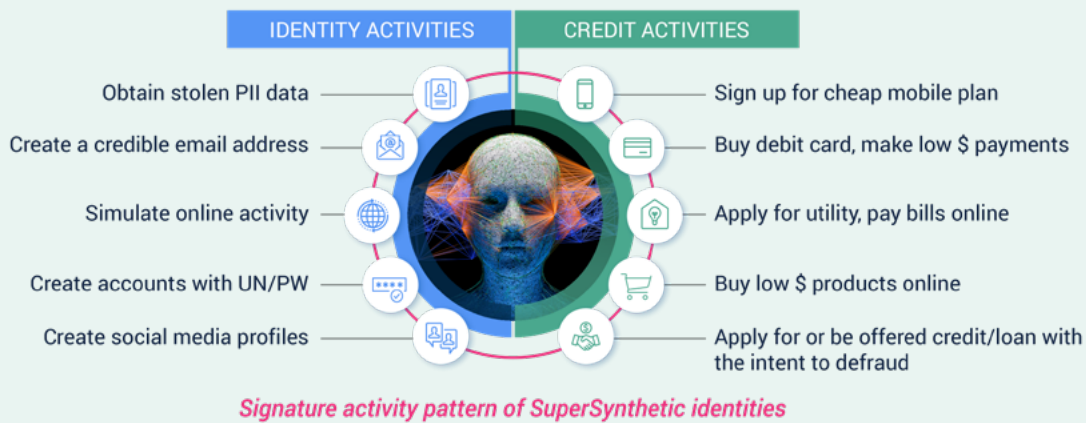 IDENTITY ACTIVITIES
CREDIT ACTIVITIES
Obtain stolen PII data
Sign up for cheap mobile plan
Create a credible email address
Buy debit card, make low $ payments
Simulate online activity
Apply for utility, pay bills online
Create accounts with UN/PW
Buy low $ products online
Create social media profiles
Apply for or be offered credit/loan with
the intent to defraud
Signature activity pattern of SuperSynthetic identities